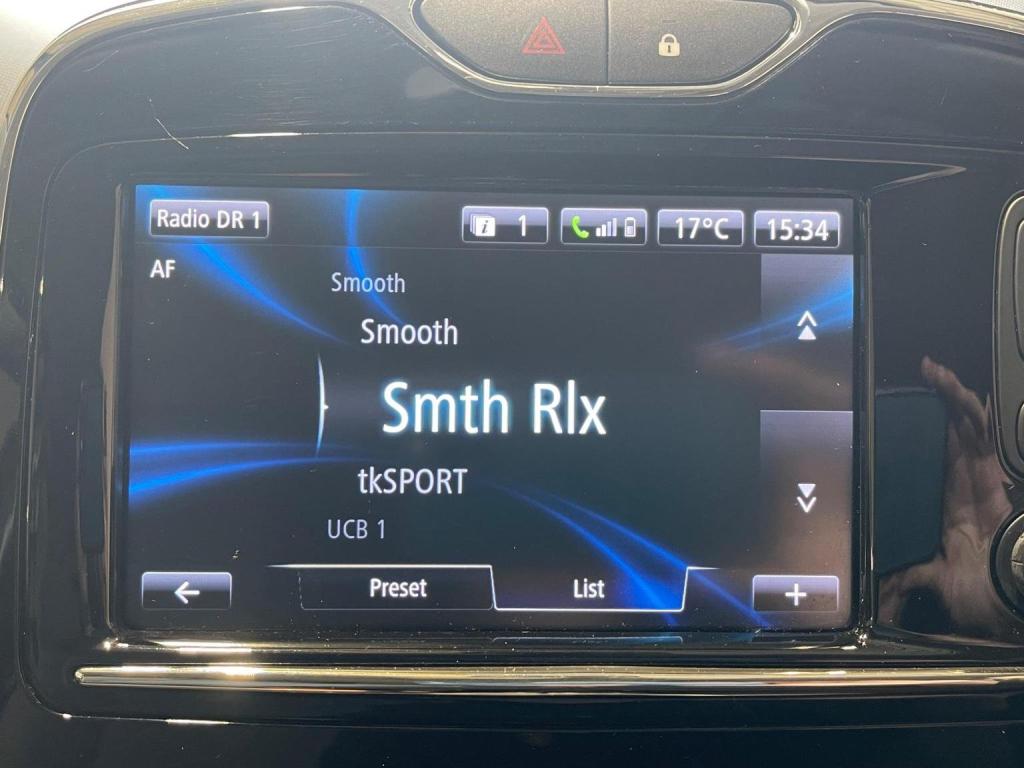 Radio DR 1
1
17°C
15:34
AF
Smooth
Smooth
Smth Rlx
tkSPORT
UCB 1
Preset
List